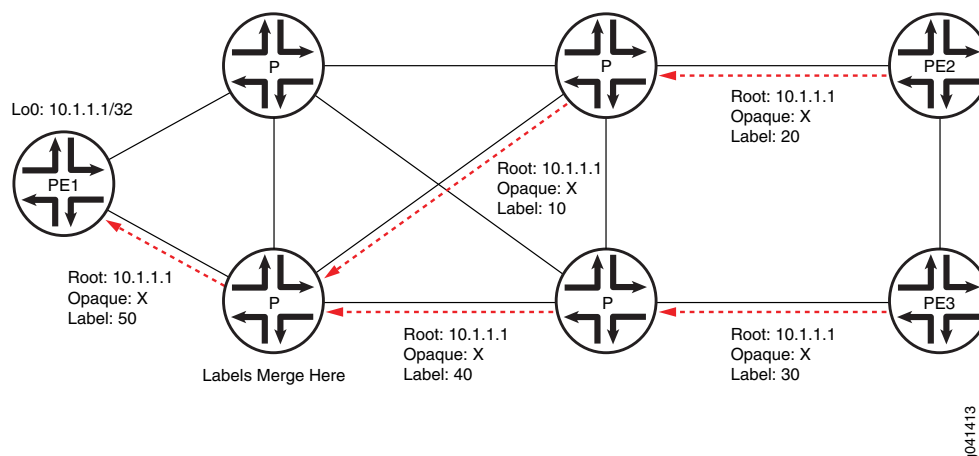 P
P
PE2
Root: 10.1.1.1
Opaque: X
Label: 20
Lo0: 10.1.1.1/32
PE1
Root: 10.1.1.1
Opaque: X
Label: 10
Root: 10.1.1.1
Opaque: X
Label: 50
P
P
PE3
Root: 10.1.1.1
Opaque: X
Label: 40
Root: 10.1.1.1
Opaque: X
Label: 30
Labels Merge Here
g041413